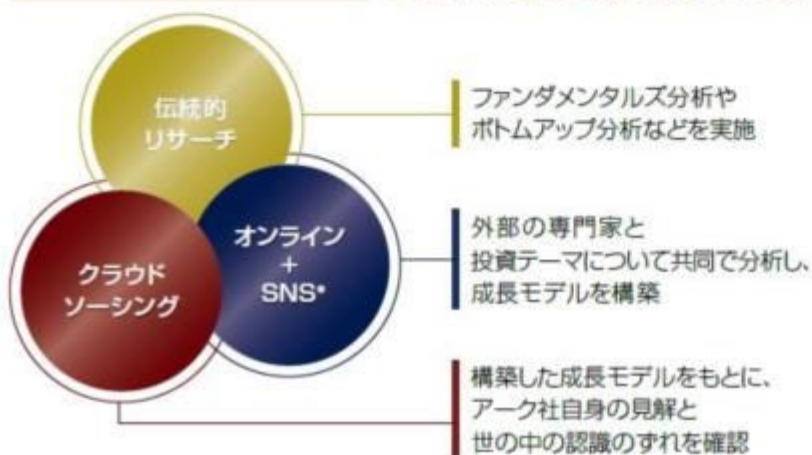 伝統的
リサーチ
ファンダメンタルズ分析や
ボトムアップ分析などを実施
オンライン
+
SNS*
外部の専門家と
投資テーマについて共同で分析し、
成長モデルを構築
クラウド
ソーシング
構築した成長モデルをもとに、
アーク社自身の見解と
世の中の認識のずれを確認